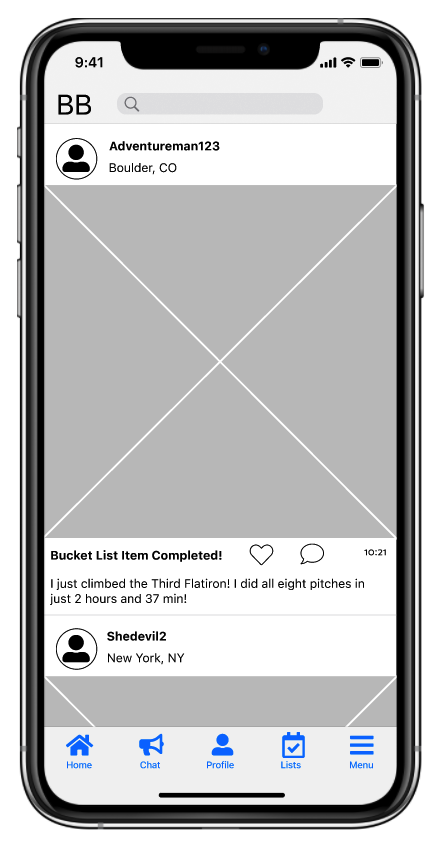 9:41
BB
Adventureman123
Boulder, CO
Bucket List Item Completed!
10:21
I just climbed the Third Flatiron! I did all eight pitches in
just 2 hours and 37 min!
Shedevil2
New York, NY
Home
Chat
Profile
Lists
Menu